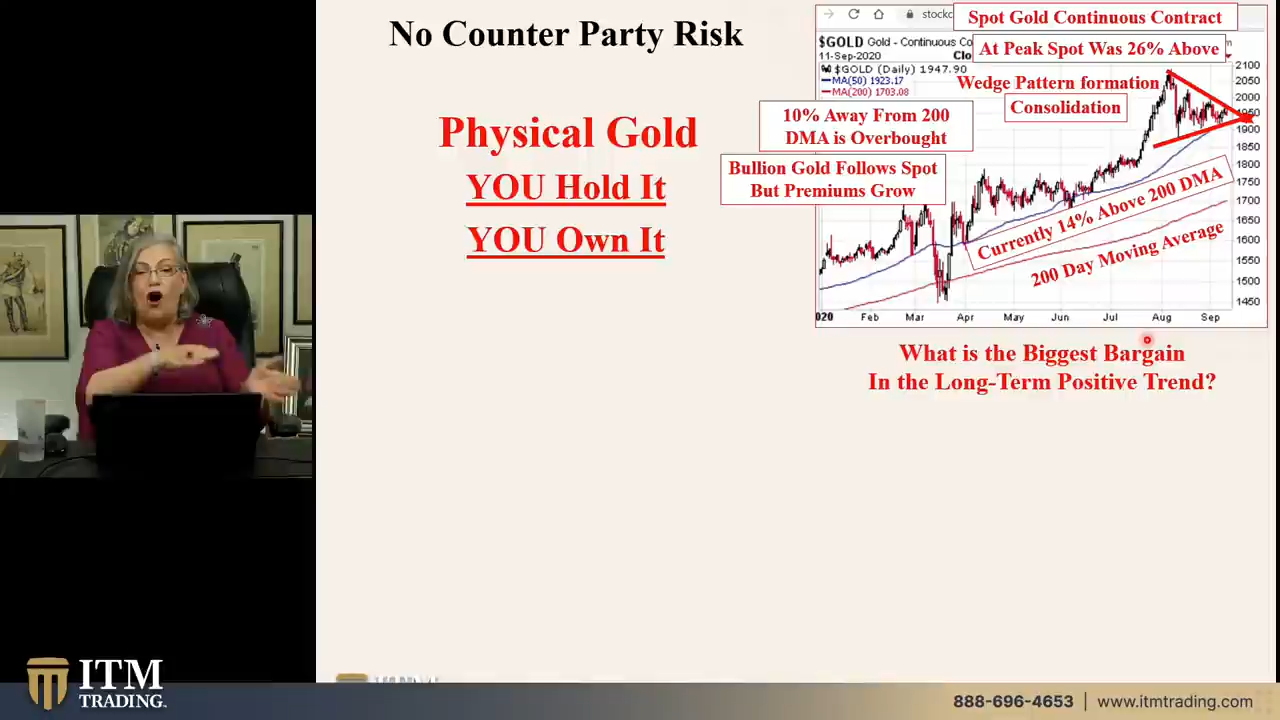 No Counter Party Risk
Physical Gold
YOU Hold It
YOU Own It
stockc
Spot Gold Continuous Contract
$GOLD Gold - Continuous Co
11-Sep-2020
Clo
At Peak Spot Was 26% Above
$GOLD (Daily) 1947.90
MA(50) 1923.17
MA(200) 1703.08
Wedge Pattern formation
Consolidation
10% Away From 200
DMA is Overbought
Bullion Gold Follows Spot
But Premiums Grow
Currently 14% Above 200 DMA
200 Day Moving Average
2100
2050
2000
1900
1850
1800
1750
1700
1600
1550
1500
1450
020 Feb Mar Apr May Jun Jul Aug Sep
What is the Biggest Bargain
In the Long-Term Positive Trend?
ITM
TRADING.
888-696-4653 | www.itmtrading.com